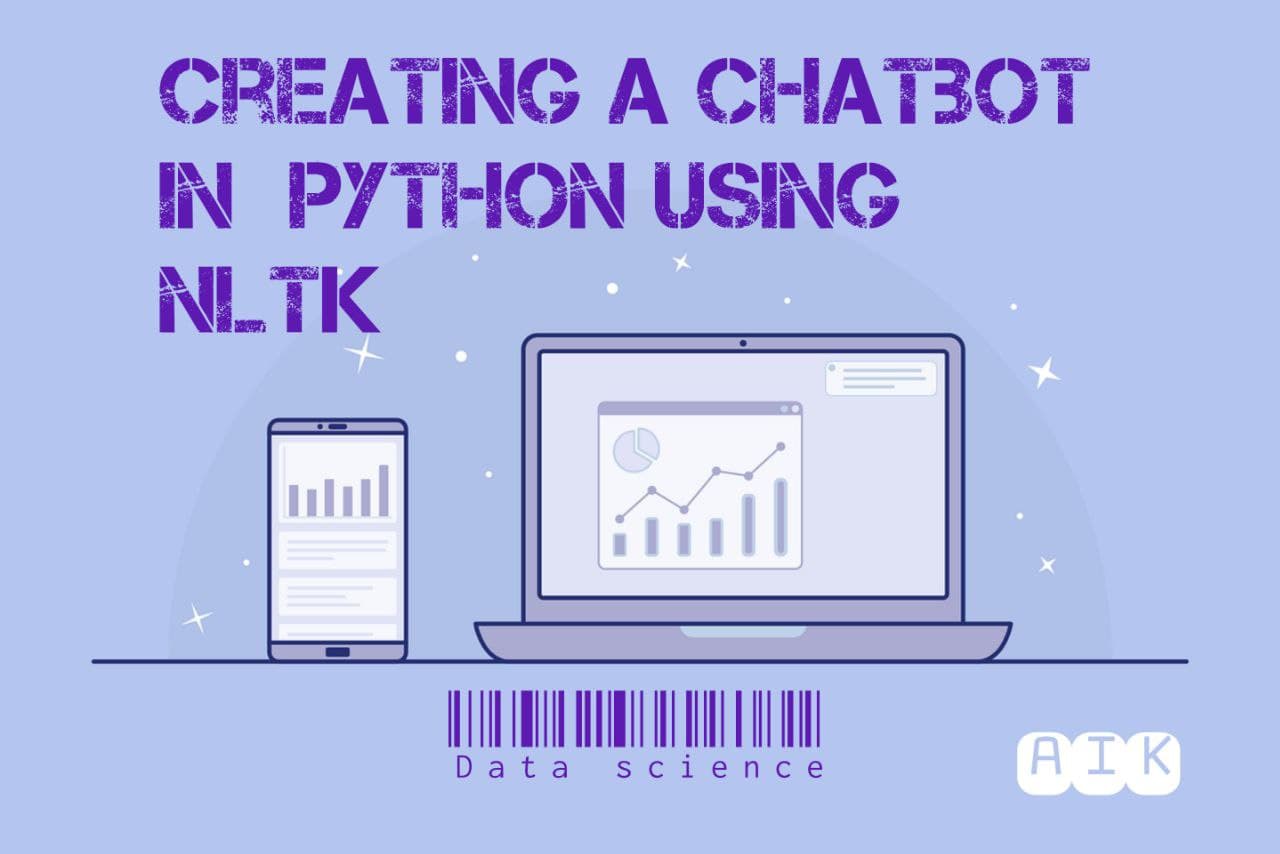 CREATING A CHATBOT
IN PYTHON USING
NLTK
Data science
AIK